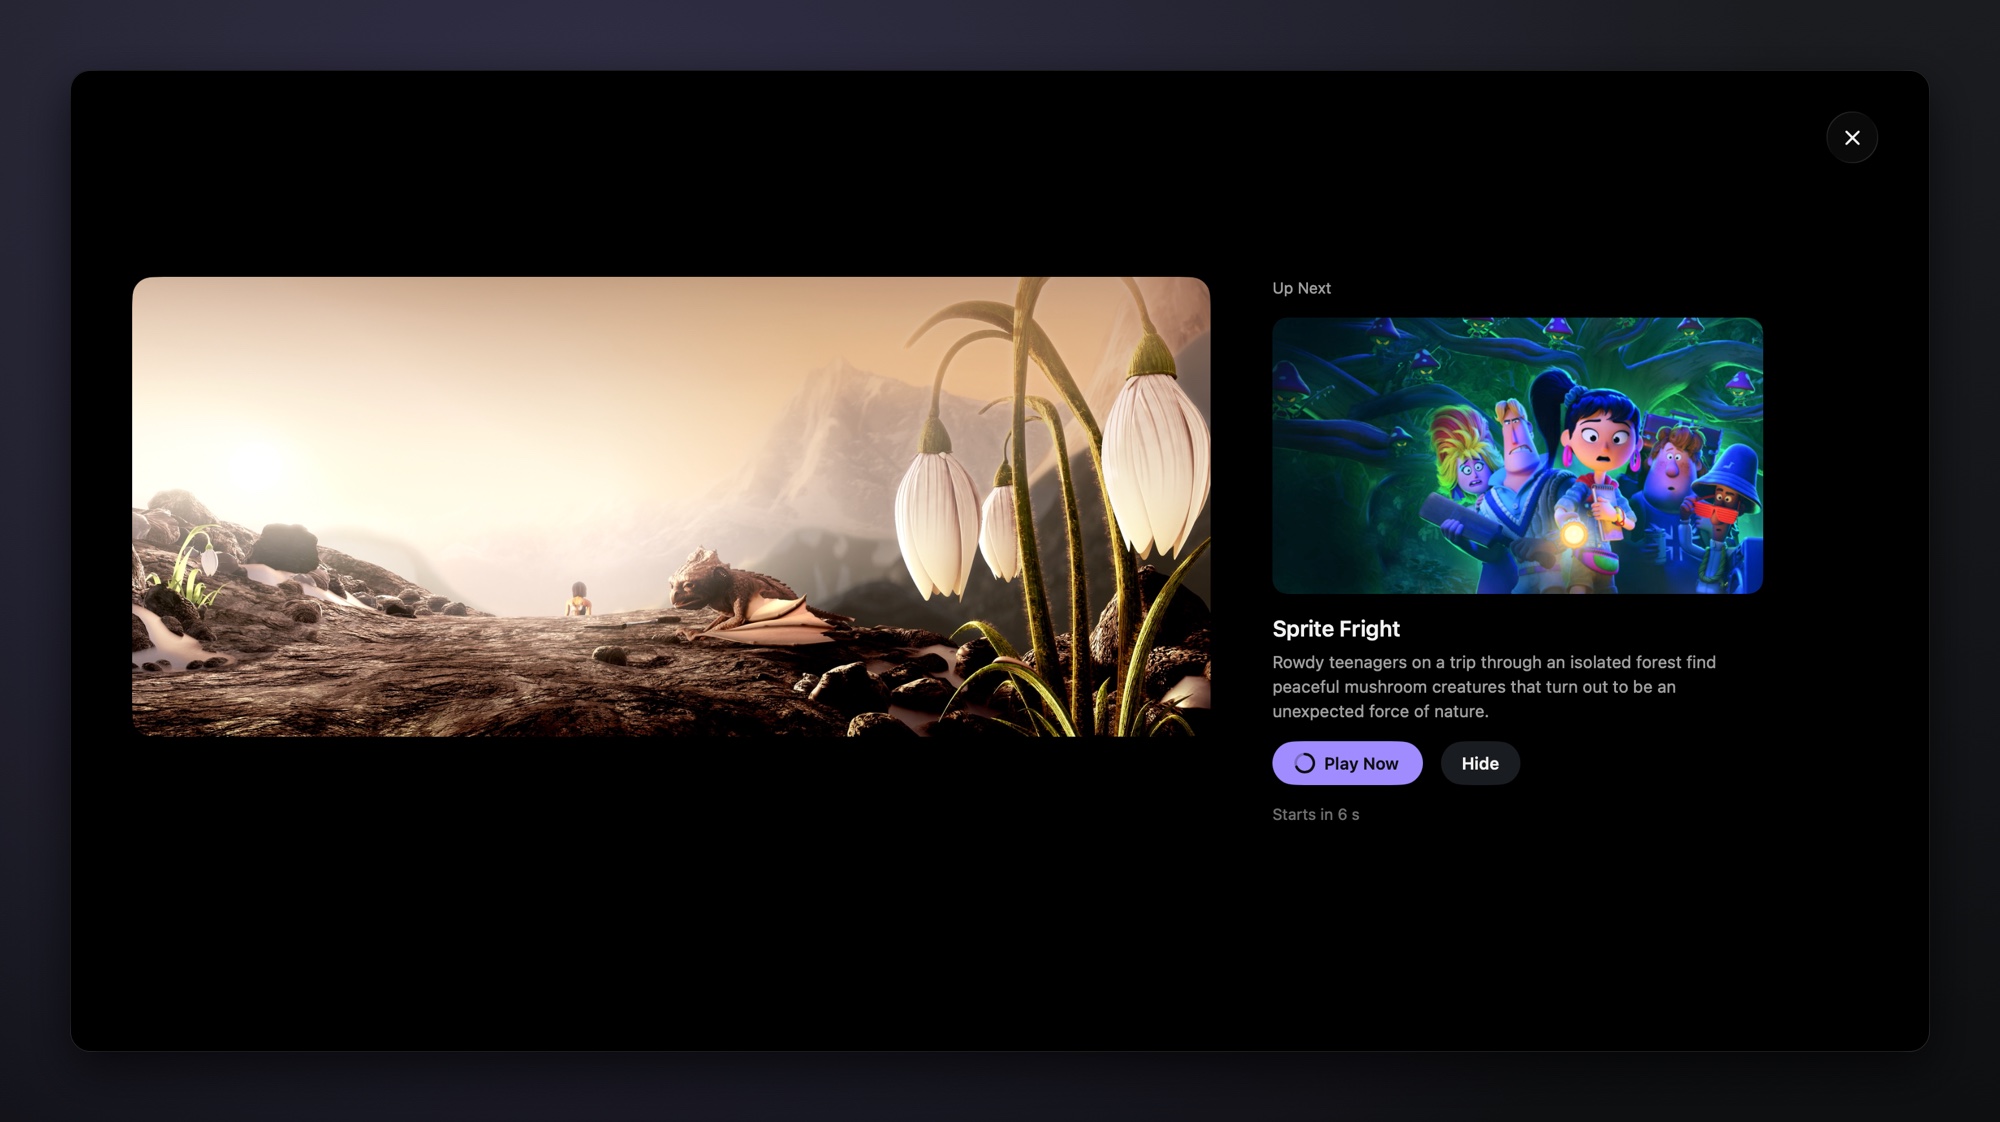 Up Next
Sprite Fright
Rowdy teenagers on a trip through an isolated forest find
peaceful mushroom creatures that turn out to be an
unexpected force of nature.
Play Now
Hide
Starts in 6 s